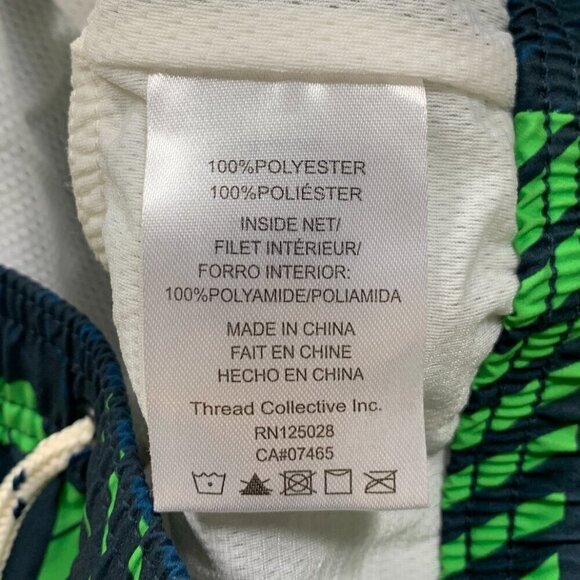 100%POLYESTER
100%POLIÉSTER
INSIDE NET/
FILET INTÉRIEUR/
FORRO INTERIOR:
100%POLYAMIDE/POLIAMIDA
MADE IN CHINA
FAIT EN CHINE
HECHO EN CHINA
Thread Collective Inc.
RN125028
CA#07465